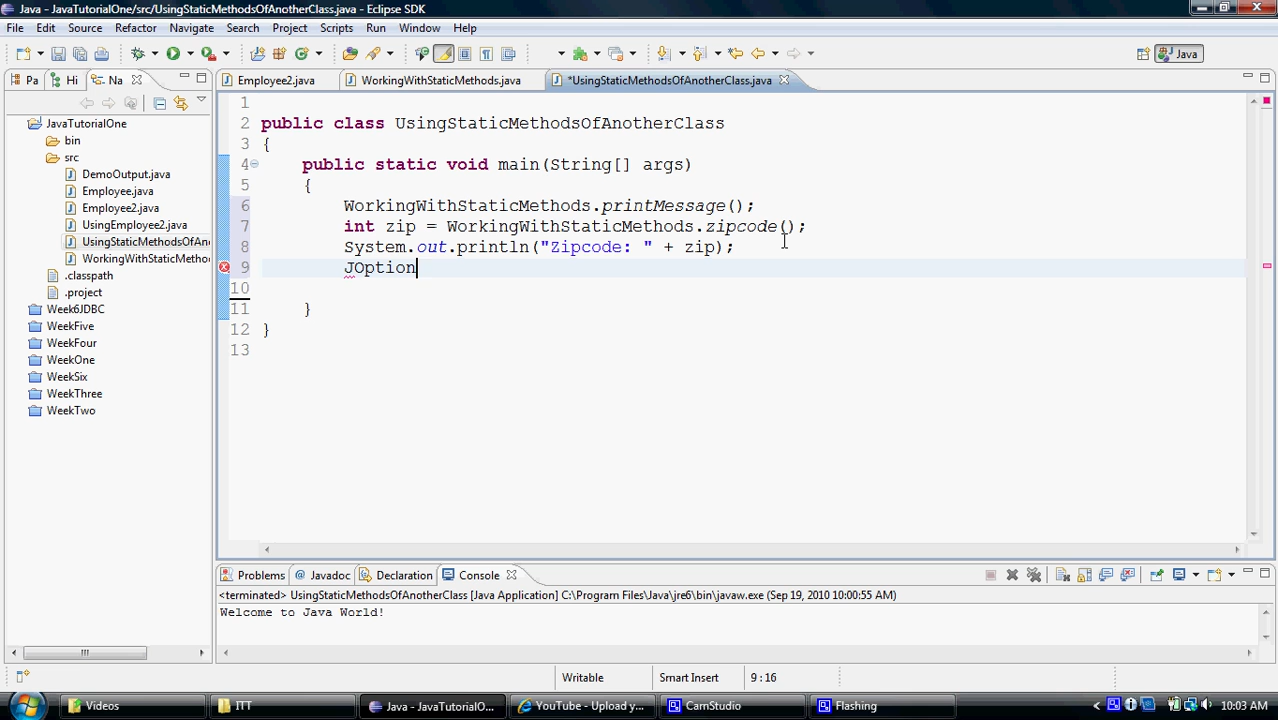 Java - JavaTutorialOne/src/UsingStaticMethodsOfAnotherClass.java - Eclipse SDK
File Edit Source Refactor Navigate Search Project Scripts Run Window Help
Java
Pa Hi Na
Employee2.java WorkingWithStaticMethods.java *UsingStaticMethodsOfAnotherClass.java
JavaTutorialOne
bin
src
DemoOutput.java
Employee.java
Employee2.java
UsingEmployee2.java
UsingStaticMethodsOfAn
WorkingWithStaticMetho
.classpath
.project
Week6JDBC
WeekFive
WeekFour
WeekOne
WeekSix
WeekThree
WeekTwo
1
2 public class UsingStaticMethodsOfAnotherClass
3 {
4 public static void main(String[] args)
5 {
6 WorkingWithStaticMethods.printMessage();
7 int zip = WorkingWithStaticMethods.zipcode();
8 System.out.println("Zipcode: " + zip);
9 JOption
10
11 }
12 }
13
Problems @ Javadoc Declaration Console
<terminated> UsingStaticMethodsOfAnotherClass [Java Application] C:\Program Files\Java\jre6\bin\javaw.exe (Sep 19, 2010 10:00:55 AM)
Welcome to Java World!
Writable Smart Insert 9 : 16
Videos ITT Java - JavaTutorialO... YouTube - Upload y... CamStudio Flashing 10:03 AM